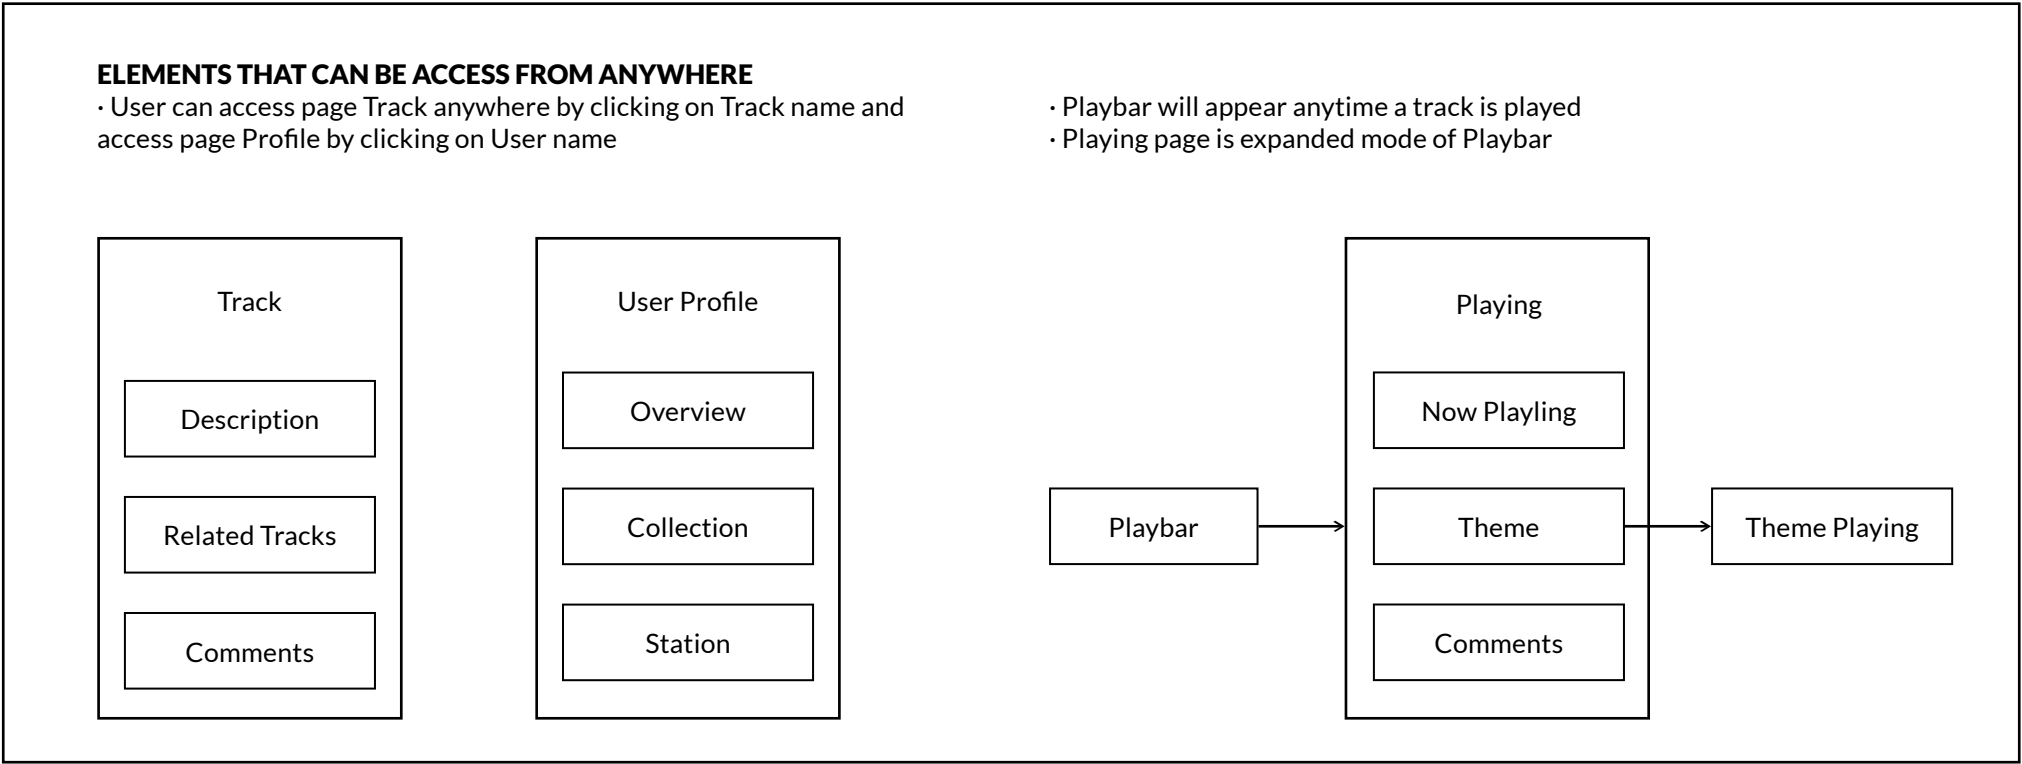 ELEMENTS THAT CAN BE ACCESS FROM ANYWHERE
· User can access page Track anywhere by clicking on Track name and
access page Profile by clicking on User name
· Playbar will appear anytime a track is played
· Playing page is expanded mode of Playbar
Track
Description
Related Tracks
Comments
User Profile
Overview
Collection
Station
Playbar
Playing
Now Playling
Theme
Comments
Theme Playing